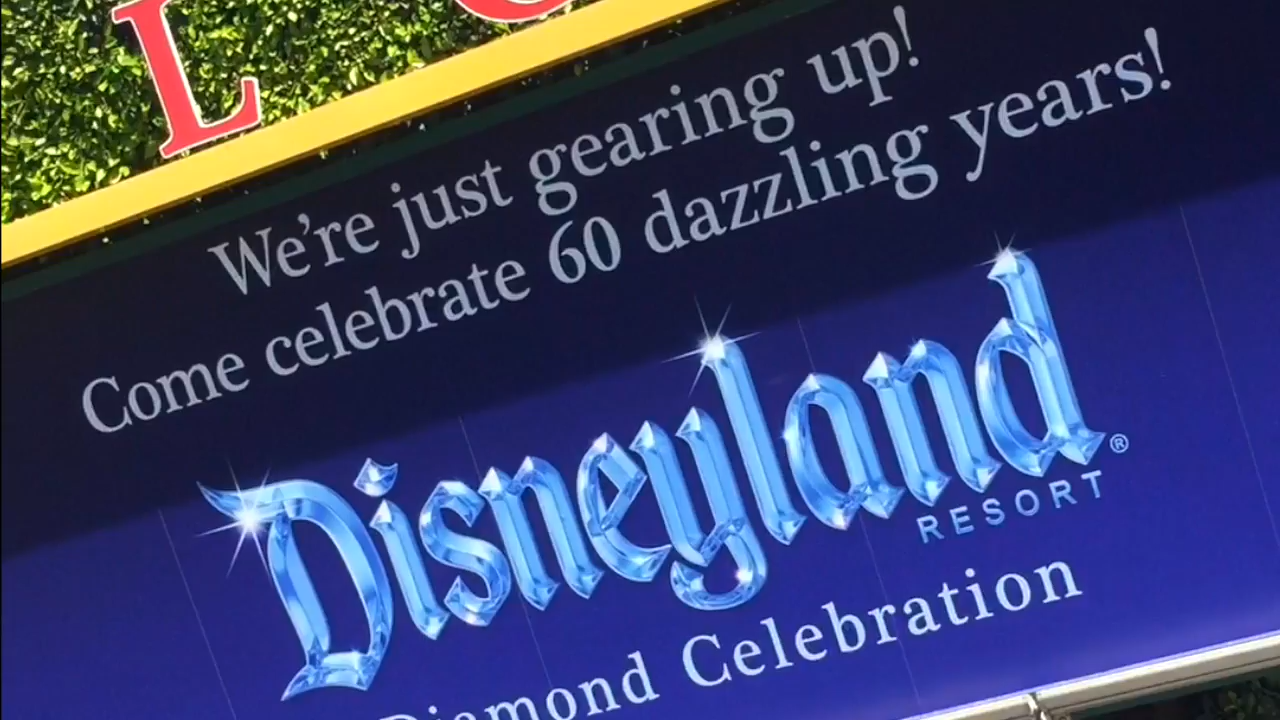 L
We're just gearing up!
Come celebrate 60 dazzling years!
Disneyland®
RESORT
Diamond Celebration